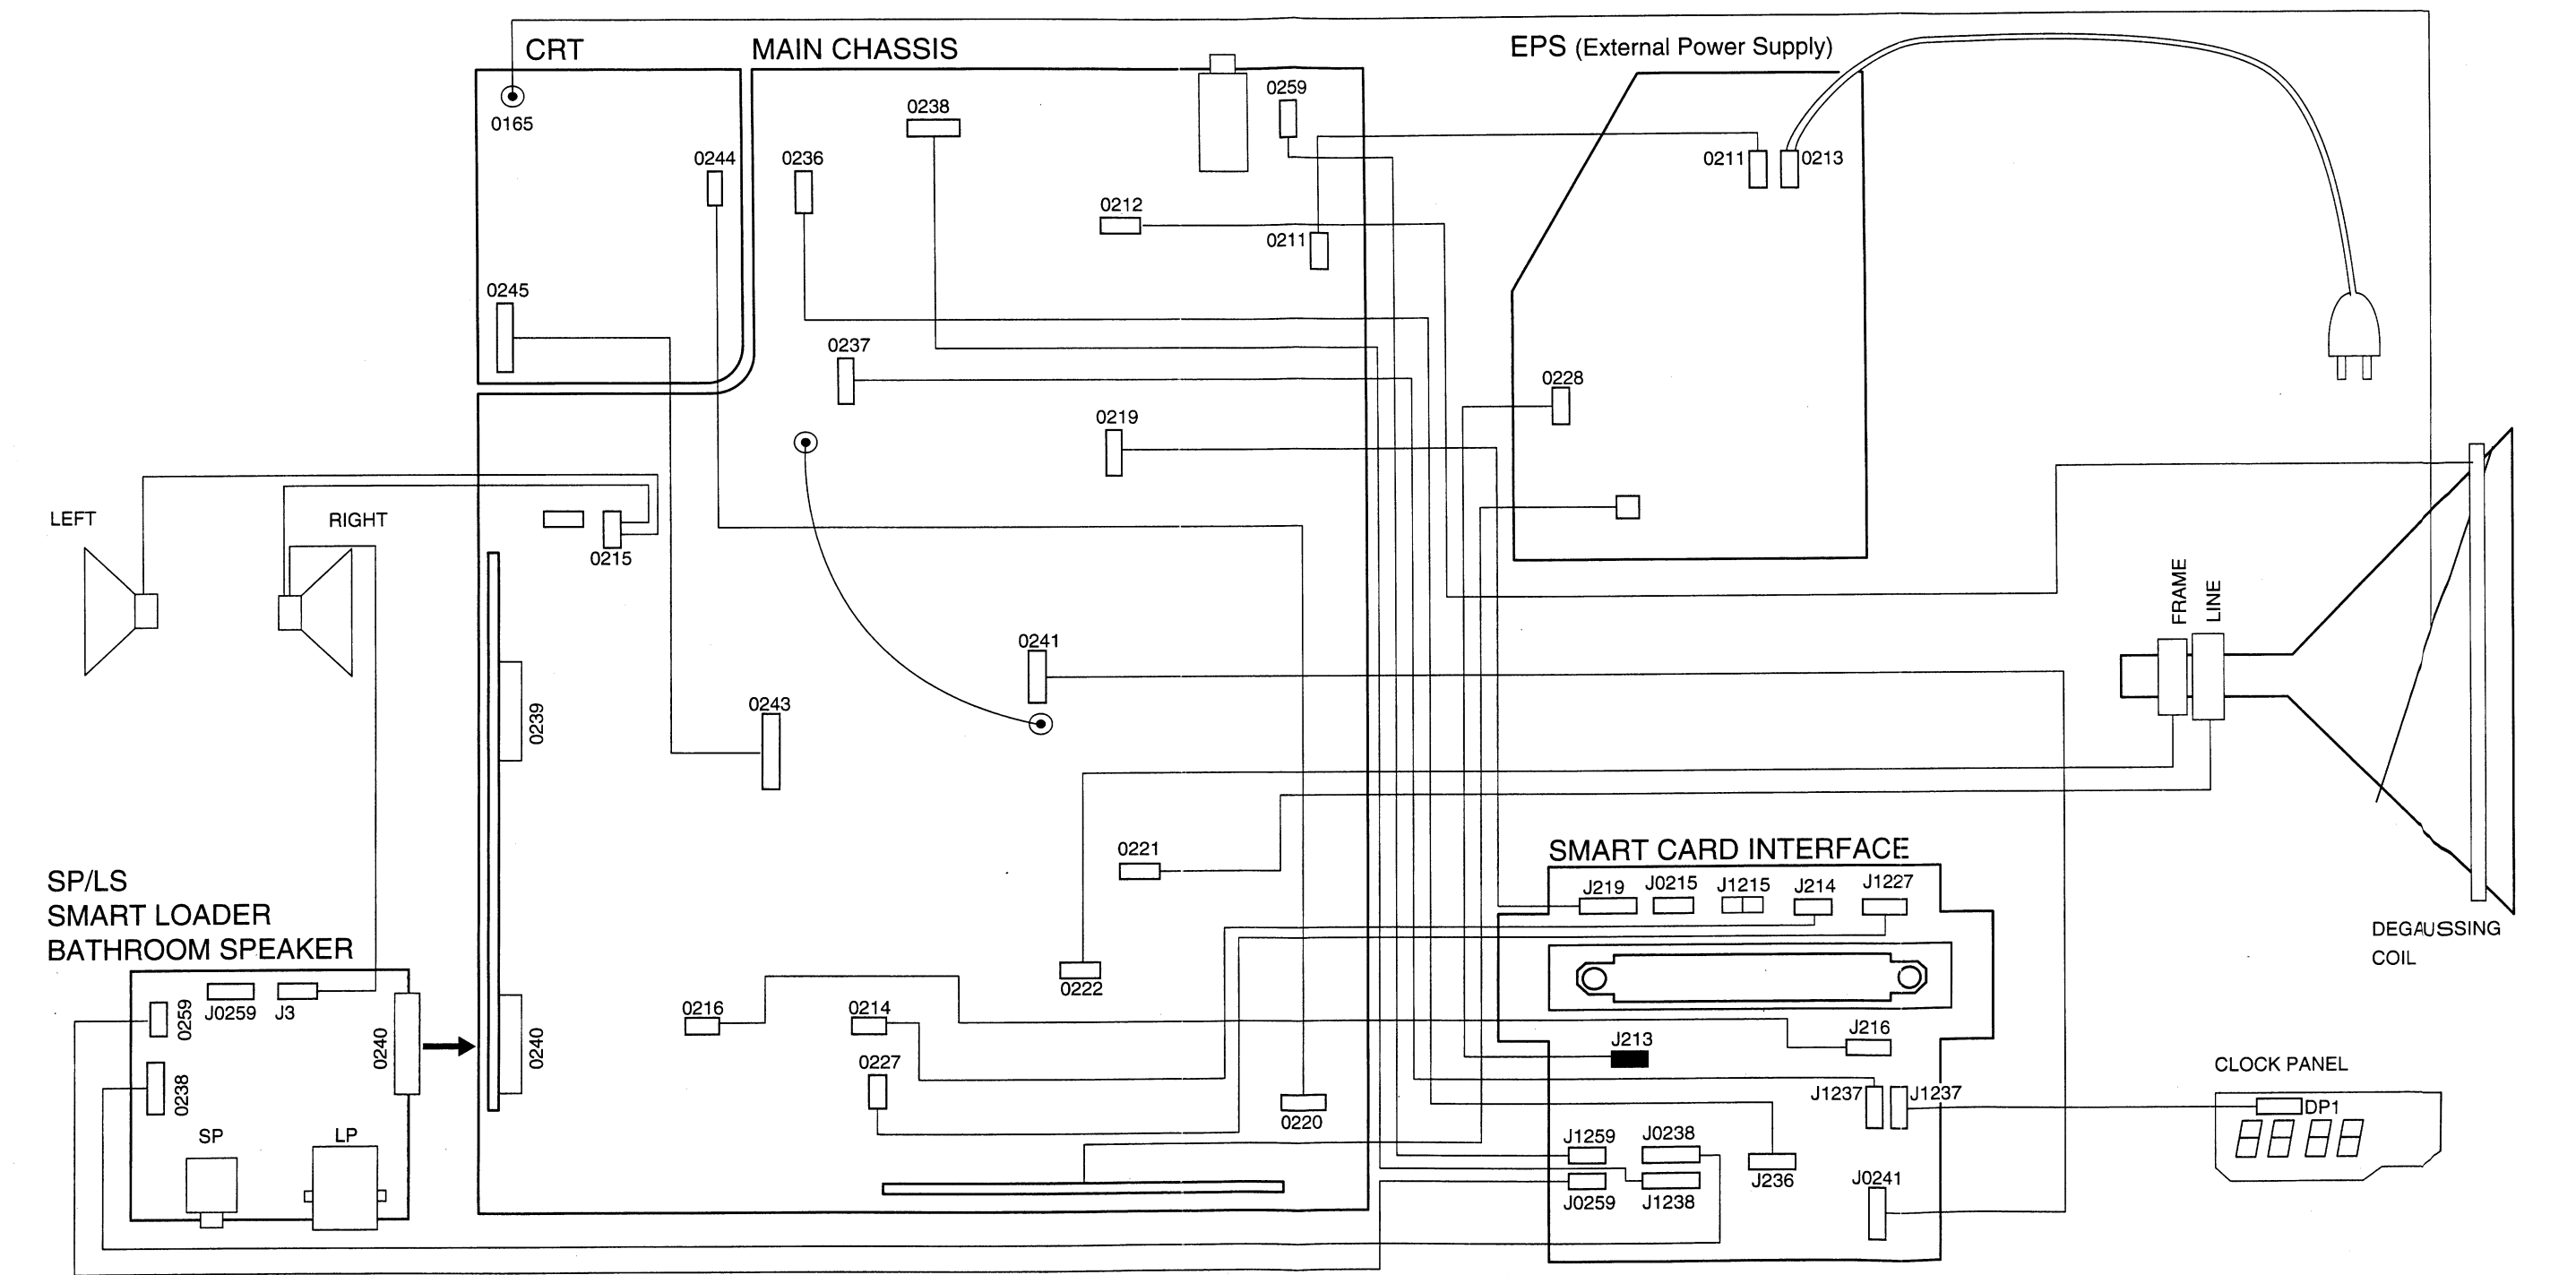 CRT
MAIN CHASSIS
EPS (External Power Supply)
0165
0244
0236
0238
0259
0212
0211
0211
0213
0245
0237
0228
0219
LEFT
RIGHT
0215
FRAME
LINE
0241
0239
0243
SP/LS
SMART LOADER
BATHROOM SPEAKER
0221
SMART CARD INTERFACE
J219
J0215
J1215
J214
J1227
DEGAUSSING
COIL
0259
J0259
J3
0240
0238
SP
LP
0240
0216
0214
0222
0227
0220
J213
J216
J1237
J1237
CLOCK PANEL
DP1
J1259
J0238
J0259
J1238
J236
J0241